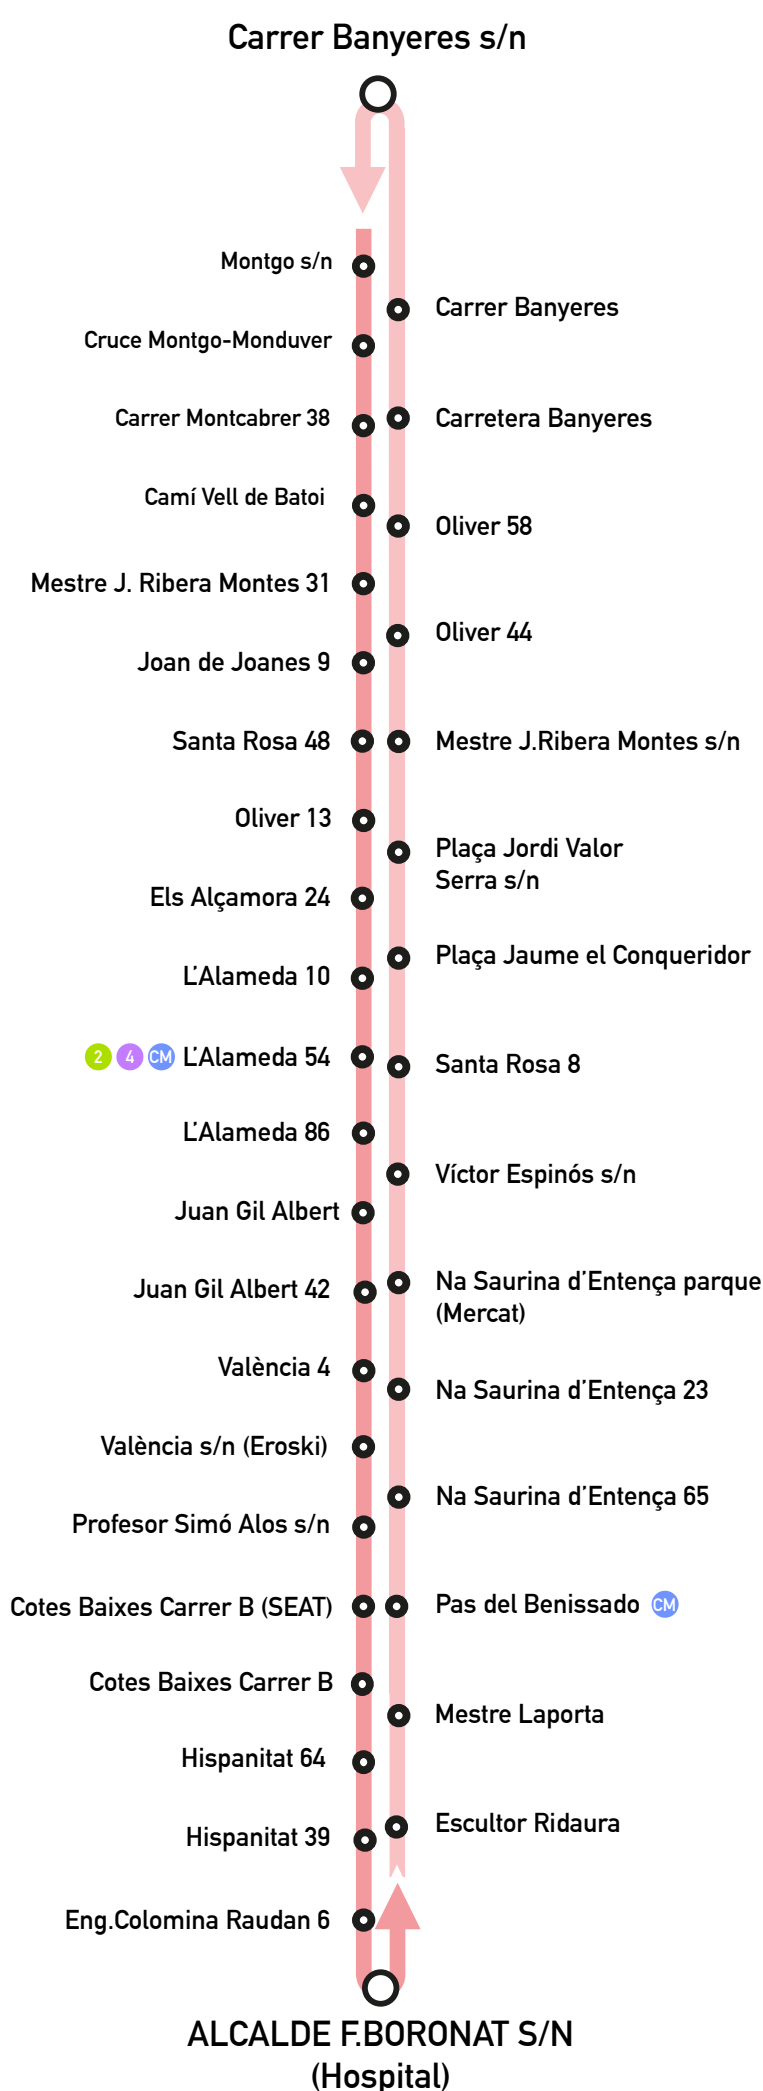 Carrer Banyeres s/n
Montgo s/n
Carrer Banyeres
Cruce Montgo-Monduver
Carrer Montcabrer 38
Carretera Banyeres
Camí Vell de Batoi
Oliver 58
Mestre J. Ribera Montes 31
Oliver 44
Joan de Joanes 9
Santa Rosa 48
Mestre J.Ribera Montes s/n
Oliver 13
Plaça Jordi Valor
Serra s/n
Els Alçamora 24
Plaça Jaume el Conqueridor
L'Alameda 10
2 4 CM L'Alameda 54
Santa Rosa 8
L'Alameda 86
Víctor Espinós s/n
Juan Gil Albert
Na Saurina d'Entença parque
(Mercat)
Juan Gil Albert 42
València 4
Na Saurina d'Entença 23
València s/n (Eroski)
Na Saurina d'Entença 65
Profesor Simó Alos s/n
Cotes Baixes Carrer B (SEAT)
Pas del Benissado CM
Cotes Baixes Carrer B
Mestre Laporta
Hispanitat 64
Escultor Ridaura
Hispanitat 39
Eng.Colomina Raudan 6
ALCALDE F.BORONAT S/N
(Hospital)